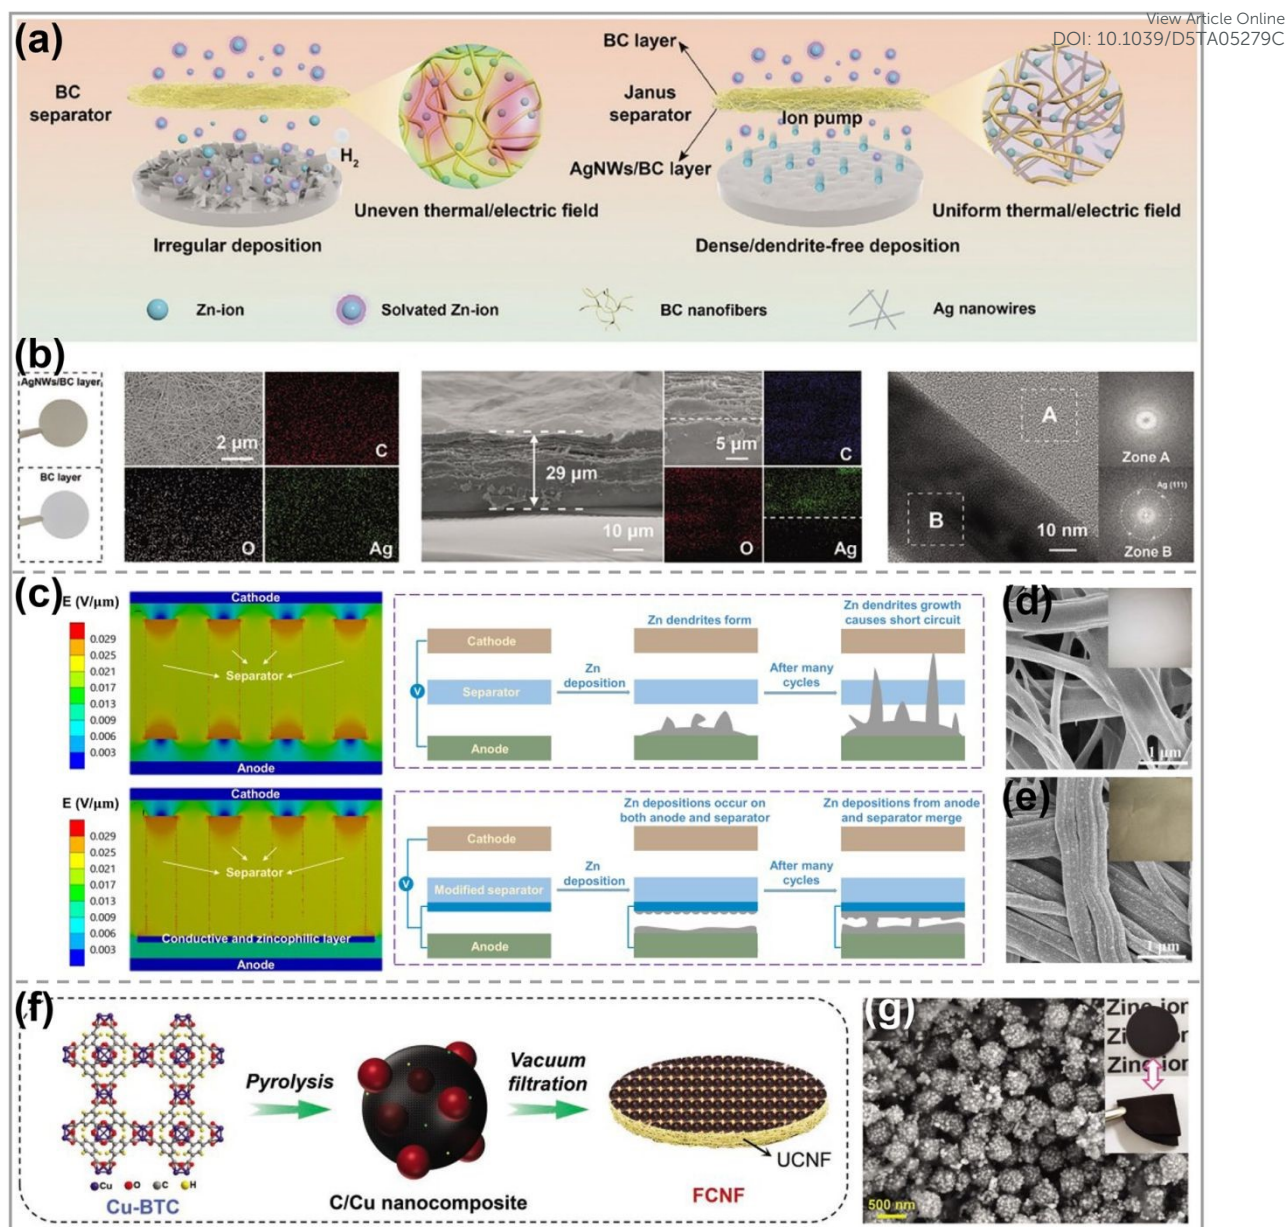 View Article Online
DOI: 10.1039/D5TA05279C
(a)
BC separator
H2
Uneven thermal/electric field
Irregular deposition
BC layer
Janus separator
Ion pump
AgNWs/BC layer
Uniform thermal/electric field
Dense/dendrite-free deposition
Zn-ion
Solvated Zn-ion
BC nanofibers
Ag nanowires
(b)
AgNWs/BC layer
BC layer
2 μm
C
O
Ag
29 μm
10 μm
5 μm
C
O
Ag
A
B
10 nm
Zone A
Ag (111)
Zone B
(c)
E (V/μm)
0.029
0.025
0.021
0.017
0.013
0.009
0.006
0.003
Cathode
Separator
Anode
Cathode
Separator
Anode
V
Zn deposition
Zn dendrites form
After many cycles
Zn dendrites growth
causes short circuit
E (V/μm)
0.029
0.025
0.021
0.017
0.013
0.009
0.006
0.003
Cathode
Separator
Conductive and zincophilic layer
Anode
Cathode
Modified separator
Anode
V
Zn deposition
Zn depositions occur on
both anode and separator
After many cycles
Zn depositions from anode
and separator merge
(d)
1 μm
(e)
1 μm
(f)
Cu O C H
Cu-BTC
Pyrolysis
C/Cu nanocomposite
Vacuum filtration
UCNF
FCNF
(g)
500 nm
Zinc-ion
Zinc-ion